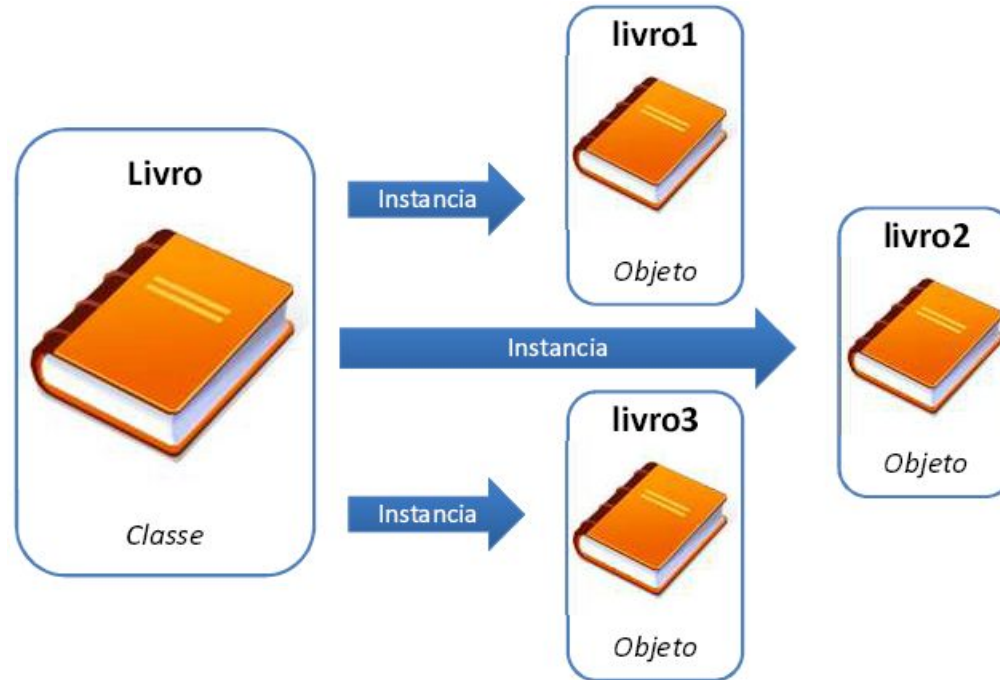 Livro
Classe
Instancia
livro1
Objeto
Instancia
livro2
Objeto
Instancia
livro3
Objeto